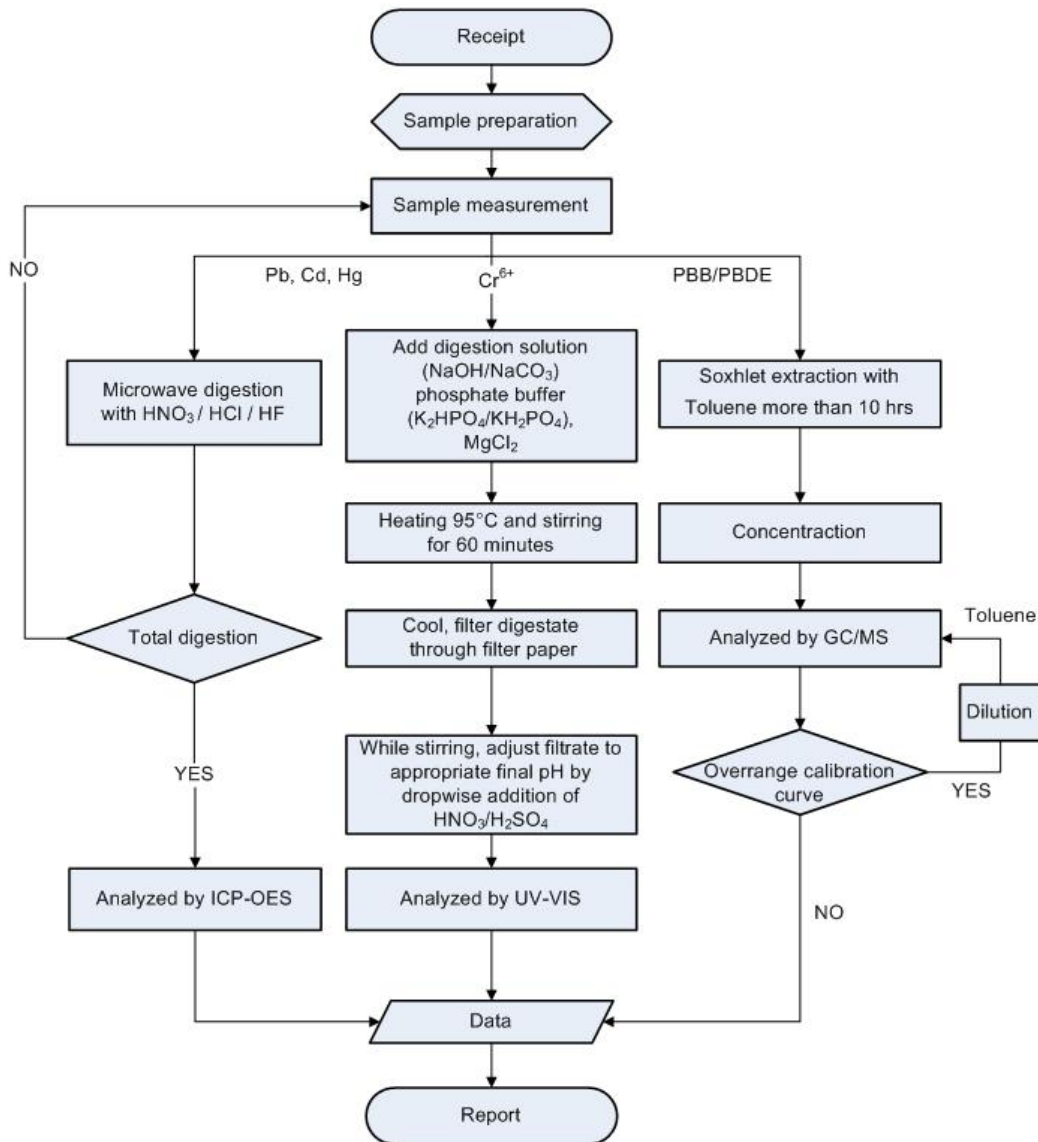 Receipt
Sample preparation
Sample measurement
NO
Pb, Cd, Hg
Cr⁶⁺
PBB/PBDE
Microwave digestion
with HNO₃ / HCl / HF
Total digestion
YES
Analyzed by ICP-OES
Add digestion solution
(NaOH/NaCO₃)
phosphate buffer
(K₂HPO₄/KH₂PO₄),
MgCl₂
Heating 95°C and stirring
for 60 minutes
Cool, filter digestate
through filter paper
While stirring, adjust filtrate to
appropriate final pH by
dropwise addition of
HNO₃/H₂SO₄
Analyzed by UV-VIS
Soxhlet extraction with
Toluene more than 10 hrs
Concentraction
Analyzed by GC/MS
Toluene
Dilution
Overrange calibration
curve
YES
NO
Data
Report